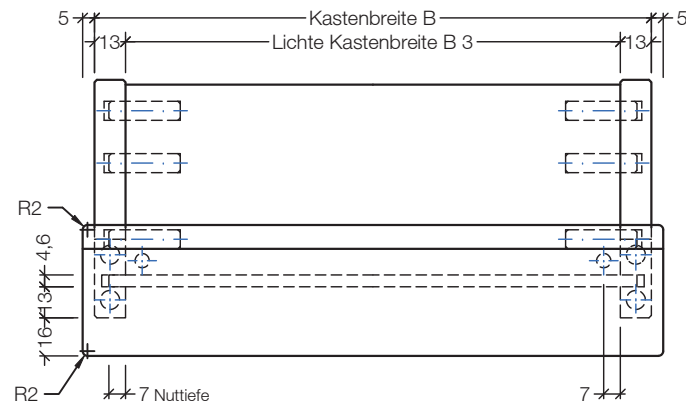 5 Kastenbreite B 5
13 Lichte Kastenbreite B 3 13
R2
4,6
13
16
R2
7 Nuttiefe
7